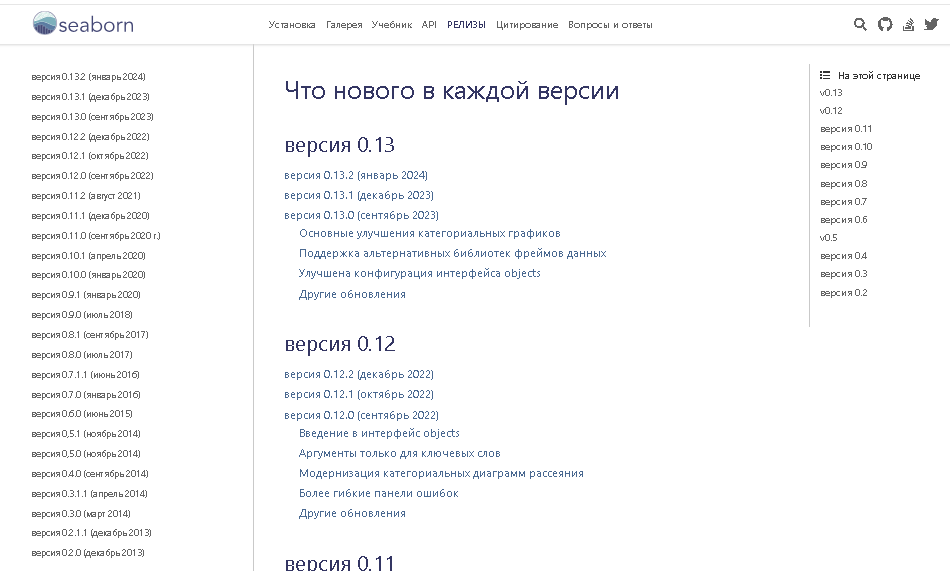 seaborn
Установка Галерея Учебник API РЕЛИЗЫ Цитирование Вопросы и ответы
версия 0.13.2 (январь 2024)
версия 0.13.1 (декабрь 2023)
версия 0.13.0 (сентябрь 2023)
версия 0.12.2 (декабрь 2022)
версия 0.12.1 (октябрь 2022)
версия 0.12.0 (сентябрь 2022)
версия 0.11.2 (август 2021)
версия 0.11.1 (декабрь 2020)
версия 0.11.0 (сентябрь 2020 г.)
версия 0.10.1 (апрель 2020)
версия 0.10.0 (январь 2020)
версия 0.9.1 (январь 2020)
версия 0.9.0 (июль 2018)
версия 0.8.1 (сентябрь 2017)
версия 0.8.0 (июль 2017)
версия 0.7.1.1 (июнь 2016)
версия 0.7.0 (январь 2016)
версия 0.6.0 (июнь 2015)
версия 0,5.1 (ноябрь 2014)
версия 0,5.0 (ноябрь 2014)
версия 0.4.0 (сентябрь 2014)
версия 0.3.1.1 (апрель 2014)
версия 0.3.0 (март 2014)
версия 0.2.1.1 (декабрь 2013)
версия 0.2.0 (декабрь 2013)
Что нового в каждой версии
версия 0.13
версия 0.13.2 (январь 2024)
версия 0.13.1 (декабрь 2023)
версия 0.13.0 (сентябрь 2023)
Основные улучшения категориальных графиков
Поддержка альтернативных библиотек фреймов данных
Улучшена конфигурация интерфейса objects
Другие обновления
версия 0.12
версия 0.12.2 (декабрь 2022)
версия 0.12.1 (октябрь 2022)
версия 0.12.0 (сентябрь 2022)
Введение в интерфейс objects
Аргументы только для ключевых слов
Модернизация категориальных диаграмм рассеяния
Более гибкие панели ошибок
Другие обновления
версия 0.11
На этой странице
v0.13
v0.12
версия 0.11
версия 0.10
версия 0.9
версия 0.8
версия 0.7
версия 0.6
v0.5
версия 0.4
версия 0.3
версия 0.2